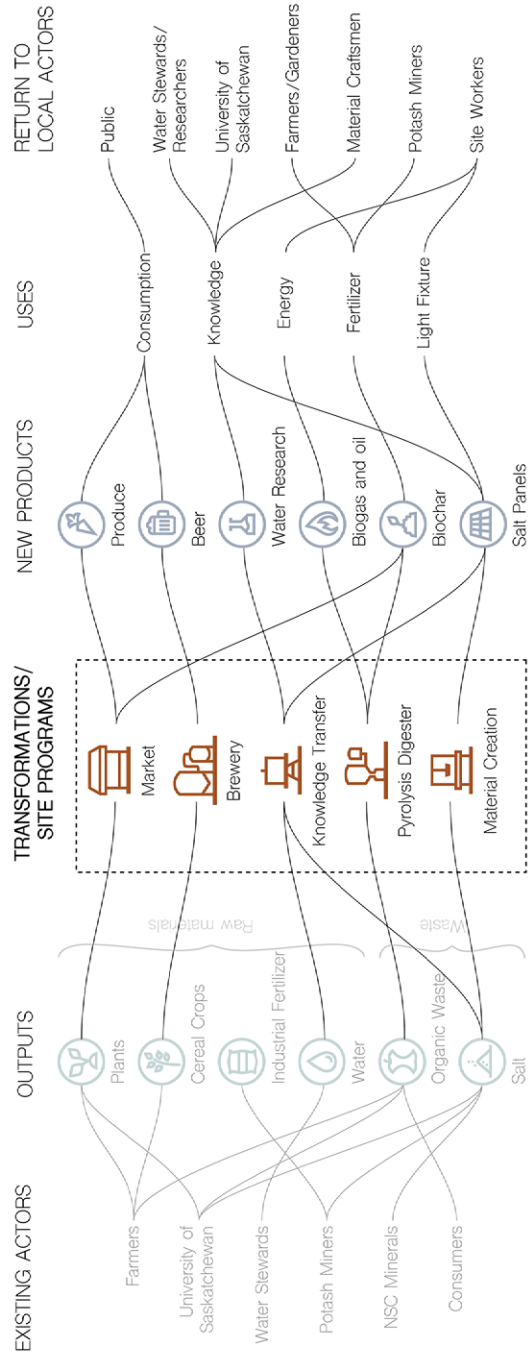 EXISTING ACTORS
Farmers
University of
Saskatchewan
Water Stewards
Potash Miners
NSC Minerals
Consumers
OUTPUTS
Plants
Cereal Crops
Industrial Fertilizer
Water
Organic Waste
Salt
Raw materials
Waste
TRANSFORMATIONS/
SITE PROGRAMS
Market
Brewery
Knowledge Transfer
Pyrolysis Digester
Material Creation
NEW PRODUCTS
Produce
Beer
Water Research
Biogas and oil
Biochar
Salt Panels
USES
Consumption
Knowledge
Energy
Fertilizer
Light Fixture
RETURN TO
LOCAL ACTORS
Public
Water Stewards/
Researchers
University of
Saskatchewan
Farmers/Gardeners
Material Craftsmen
Potash Miners
Site Workers